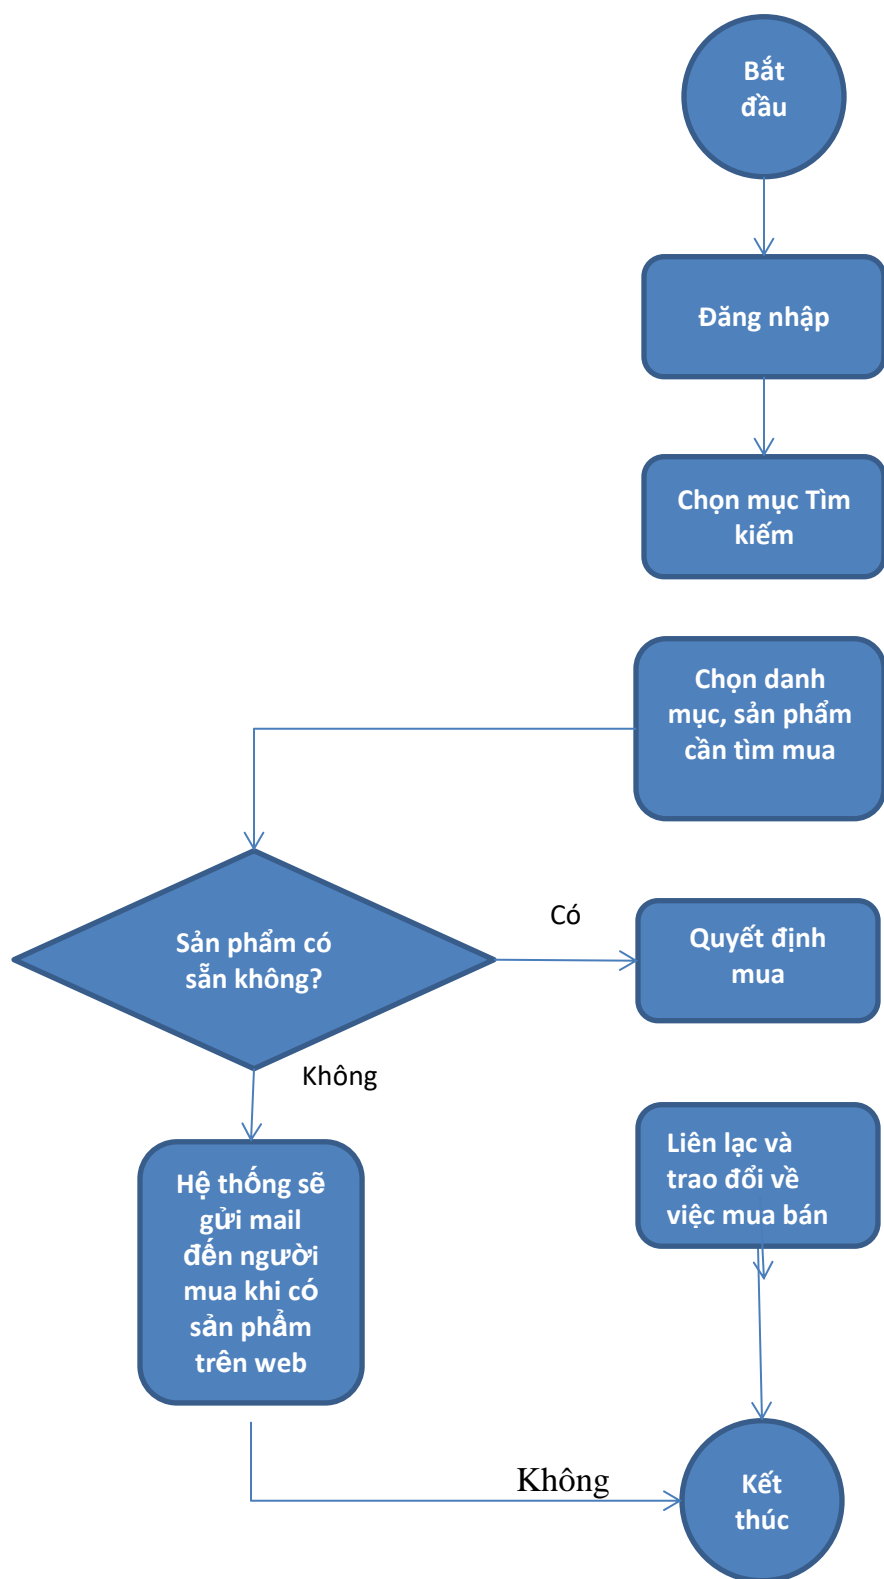 Bắt
đầu
Đăng nhập
Chọn mục Tìm
kiếm
Chọn danh
mục, sản phẩm
cần tìm mua
Sản phẩm có
sẵn không?
Có
Quyết định
mua
Không
Liên lạc và
trao đổi về
việc mua bán
Hệ thống sẽ
gửi mail
đến người
mua khi có
sản phẩm
trên web
Không
Kết
thúc